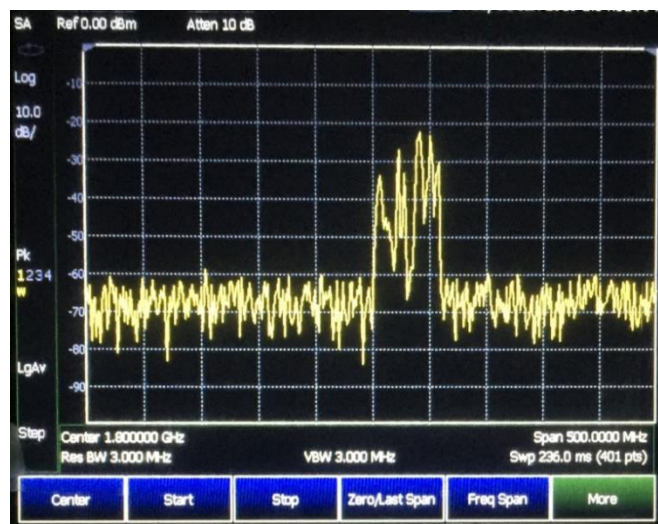 SA Ref 0.00 dBm Atten 10 dB
Log
10.0
dB/
-10
-20
-30
-40
-50
-60
-70
-80
-90
Pk
1234
W
LgAv
Step
Center 1.800000 GHz Span 500.0000 MHz
Res BW 3.000 MHz VBW 3.000 MHz Swp 236.0 ms (401 pts)
Center Start Stop Zero/Last Span Freq Span More